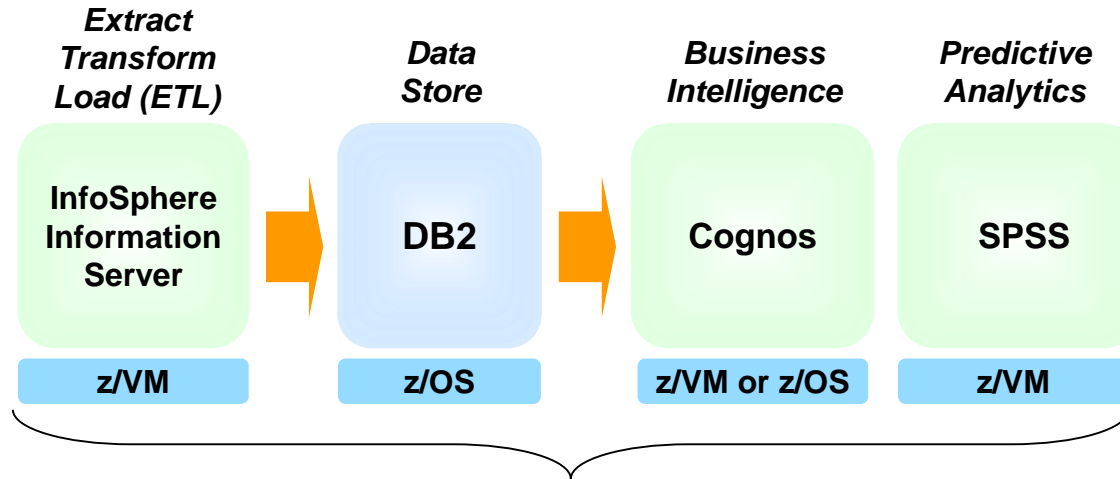 Extract
Transform
Load (ETL)
Data
Store
Business
Intelligence
Predictive
Analytics
InfoSphere
Information
Server
DB2
Cognos
SPSS
z/VM
z/OS
z/VM or z/OS
z/VM